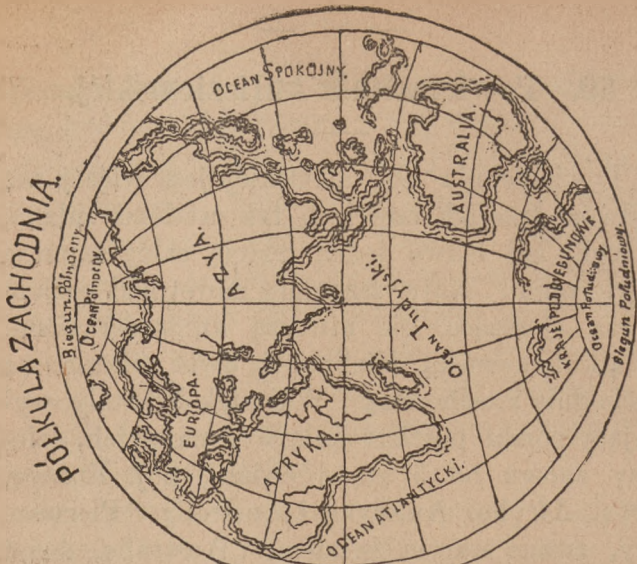 PÓŁKULA ZACHODNIA.
Biegun Północny.
Ocean Północny.
OCEAN SPOKOJNY.
AZYA.
EUROPA.
AFRYKA.
AUSTRALIA.
OCEAN INDYJSKI.
OCEAN ATLANTYCKI.
KRAJE PODBIEGUNOWE
Ocean Południowy
Biegun Południowy.